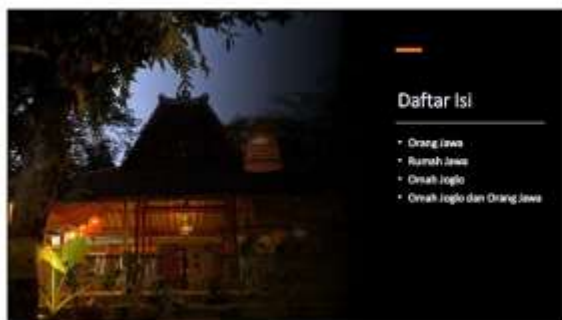 Daftar Isi
• Orang Jawa
• Rumah Jawa
• Omah Joglo
• Omah Joglo dan Orang Jawa